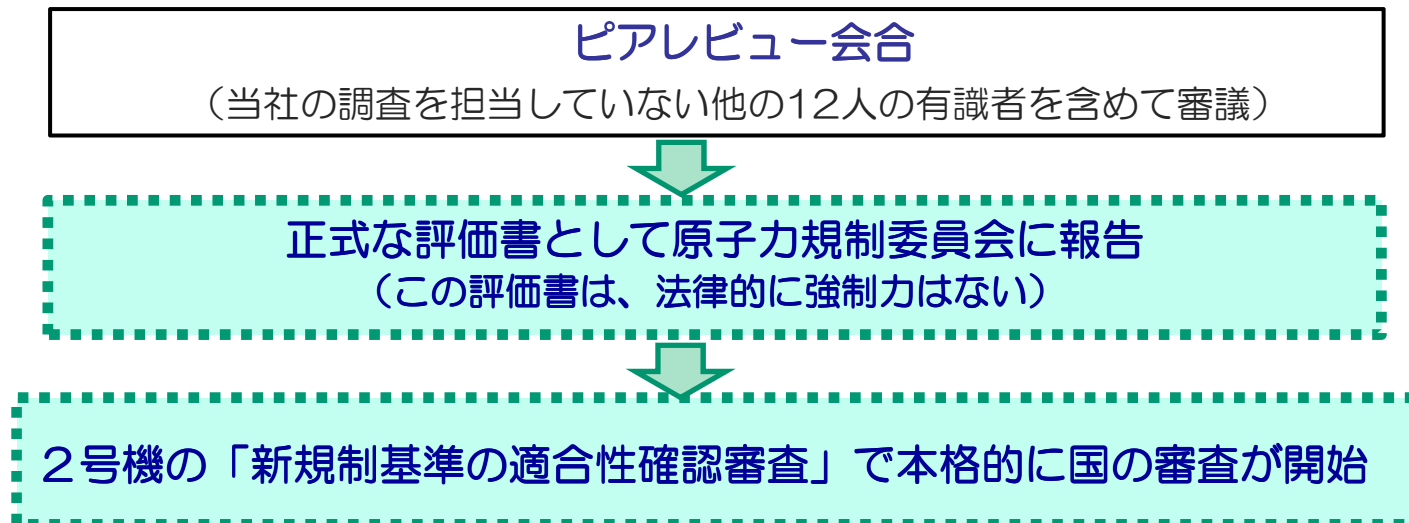 ピアレビュー会合
（当社の調査を担当していない他の12人の有識者を含めて審議）
正式な評価書として原子力規制委員会に報告
（この評価書は、法律的に強制力はない）
２号機の「新規制基準の適合性確認審査」で本格的に国の審査が開始